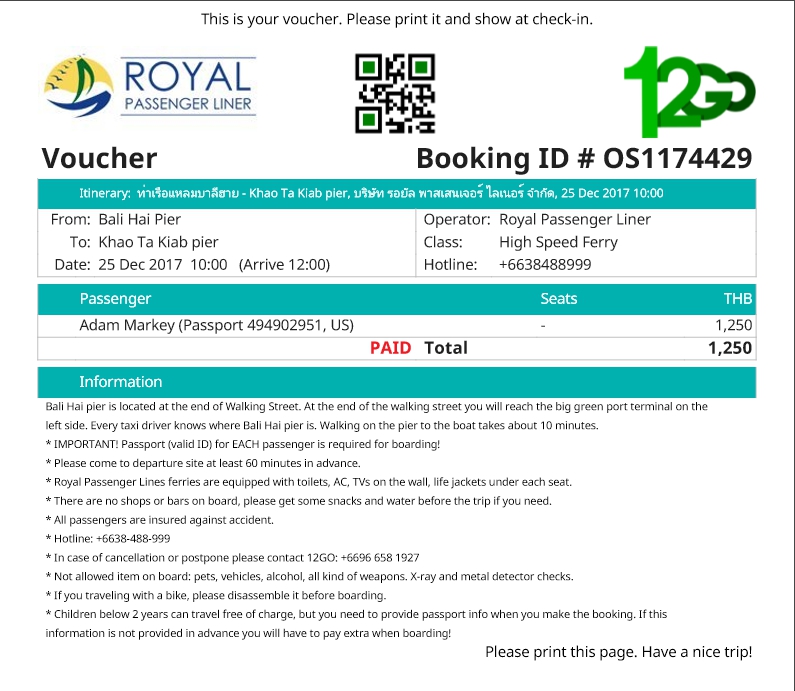 This is your voucher. Please print it and show at check-in.
ROYAL
PASSENGER LINER
12GO
Voucher
Booking ID # OS1174429
Itinerary: ท่าเรือแหลมบาลีฮาย - Khao Ta Kiab pier, บริษัท รอยัล พาสเสนเจอร์ ไลเนอร์ จำกัด, 25 Dec 2017 10:00
From: Bali Hai Pier
Operator: Royal Passenger Liner
To: Khao Ta Kiab pier
Class: High Speed Ferry
Date: 25 Dec 2017 10:00 (Arrive 12:00)
Hotline: +6638488999
Passenger Seats THB
Adam Markey (Passport 494902951, US) - 1,250
PAID Total 1,250
Information
Bali Hai pier is located at the end of Walking Street. At the end of the walking street you will reach the big green port terminal on the
left side. Every taxi driver knows where Bali Hai pier is. Walking on the pier to the boat takes about 10 minutes.
* IMPORTANT! Passport (valid ID) for EACH passenger is required for boarding!
* Please come to departure site at least 60 minutes in advance.
* Royal Passenger Lines ferries are equipped with toilets, AC, TVs on the wall, life jackets under each seat.
* There are no shops or bars on board, please get some snacks and water before the trip if you need.
* All passengers are insured against accident.
* Hotline: +6638-488-999
* In case of cancellation or postpone please contact 12GO: +6696 658 1927
* Not allowed item on board: pets, vehicles, alcohol, all kind of weapons. X-ray and metal detector checks.
* If you traveling with a bike, please disassemble it before boarding.
* Children below 2 years can travel free of charge, but you need to provide passport info when you make the booking. If this
information is not provided in advance you will have to pay extra when boarding!
Please print this page. Have a nice trip!